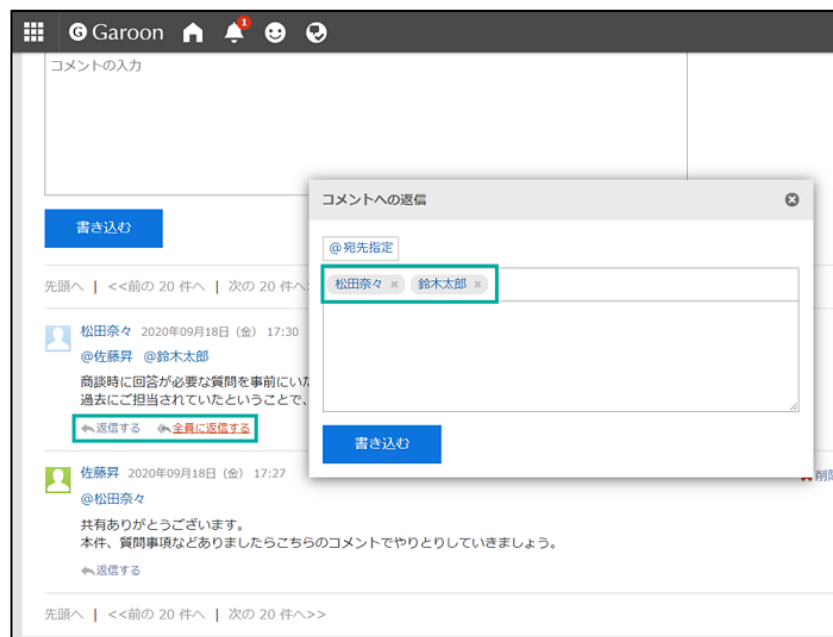 Garoon
1
コメントの入力
書き込む
先頭へ | <<前の 20 件へ | 次の 20 件へ>
松田奈々 2020年09月18日（金） 17:30
@佐藤昇 @鈴木太郎
商談時に回答が必要な質問を事前にいた
過去にご担当されていたということで、
返信する 全員に返信する
佐藤昇 2020年09月18日（金） 17:27
削除
@松田奈々
共有ありがとうございます。
本件、質問事項などありましたらこちらのコメントでやりとりしていきましょう。
返信する
先頭へ | <<前の 20 件へ | 次の 20 件へ>>
コメントへの返信
@宛先指定
松田奈々 × 鈴木太郎 ×
書き込む